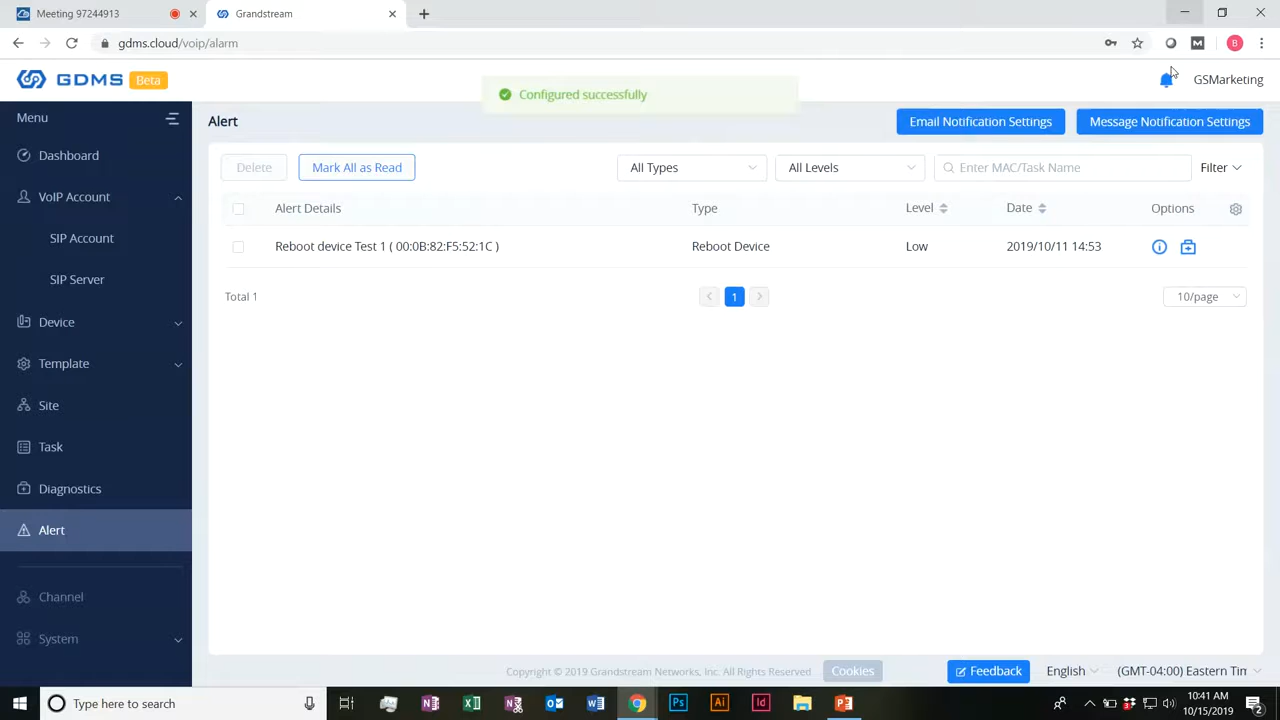 Meeting 97244913
Grandstream
gdms.cloud/voip/alarm
M
B
GDMS Beta
Configured successfully
GSMarketing
Menu
Alert
Email Notification Settings
Message Notification Settings
Dashboard
Delete
Mark All as Read
All Types
All Levels
Enter MAC/Task Name
Filter
VoIP Account
Alert Details
Type
Level
Date
Options
SIP Account
Reboot device Test 1 ( 00:0B:82:F5:52:1C )
Reboot Device
Low
2019/10/11 14:53
SIP Server
Total 1
1
10/page
Device
Template
Site
Task
Diagnostics
Alert
Channel
System
Copyright © 2019 Grandstream Networks, Inc. All Rights Reserved
Cookies
Feedback
English
(GMT-04:00) Eastern Tim
Type here to search
Ps
Ai
Id
10:41 AM
10/15/2019
2